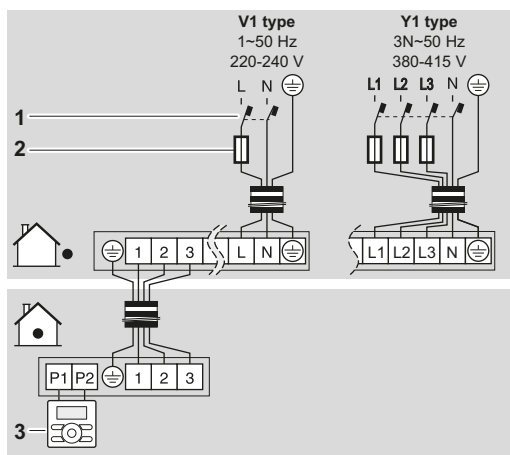 V1 type
1~50 Hz
220-240 V
Y1 type
3N~50 Hz
380-415 V
L N
L1 L2 L3 N
1
2
1 2 3 L N
L1 L2 L3 N
P1 P2 1 2 3
3